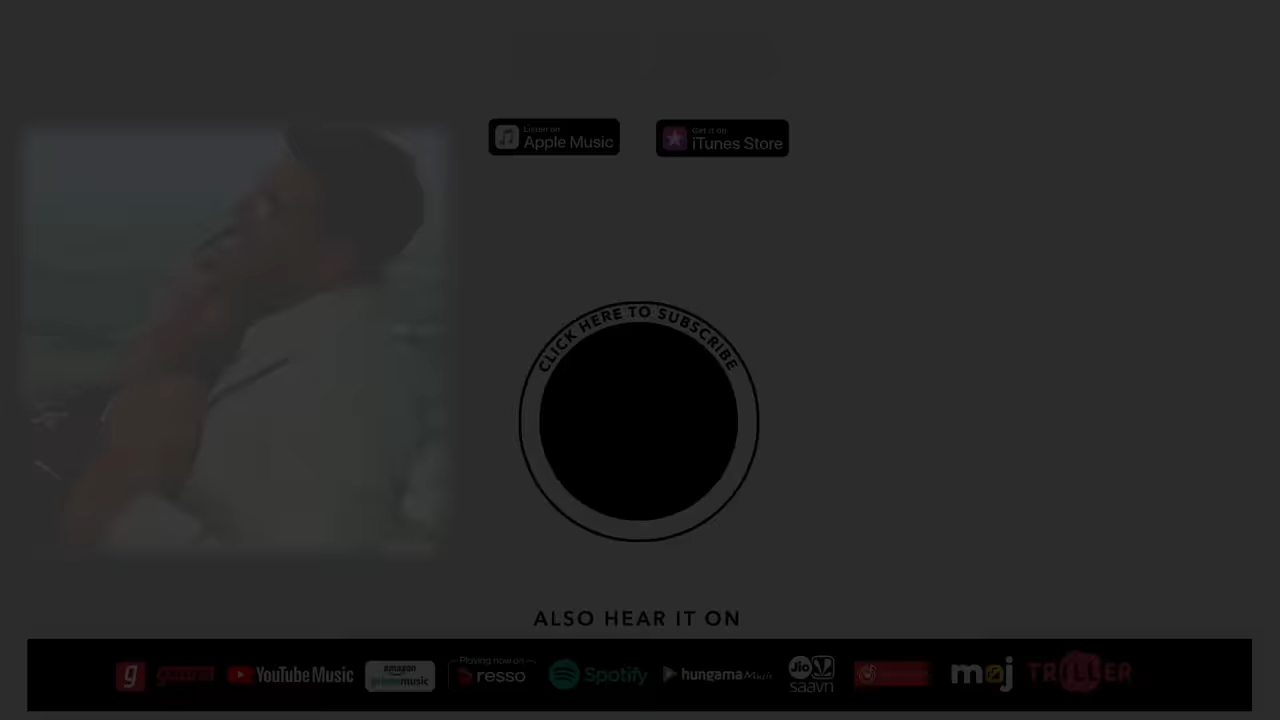 Listen on
Apple Music
Get it on
iTunes Store
CLICK HERE TO SUBSCRIBE
ALSO HEAR IT ON
g gaana YouTube Music amazon prime music Playing now on resso Spotify hungama Music Jio saavn moj TRILLER